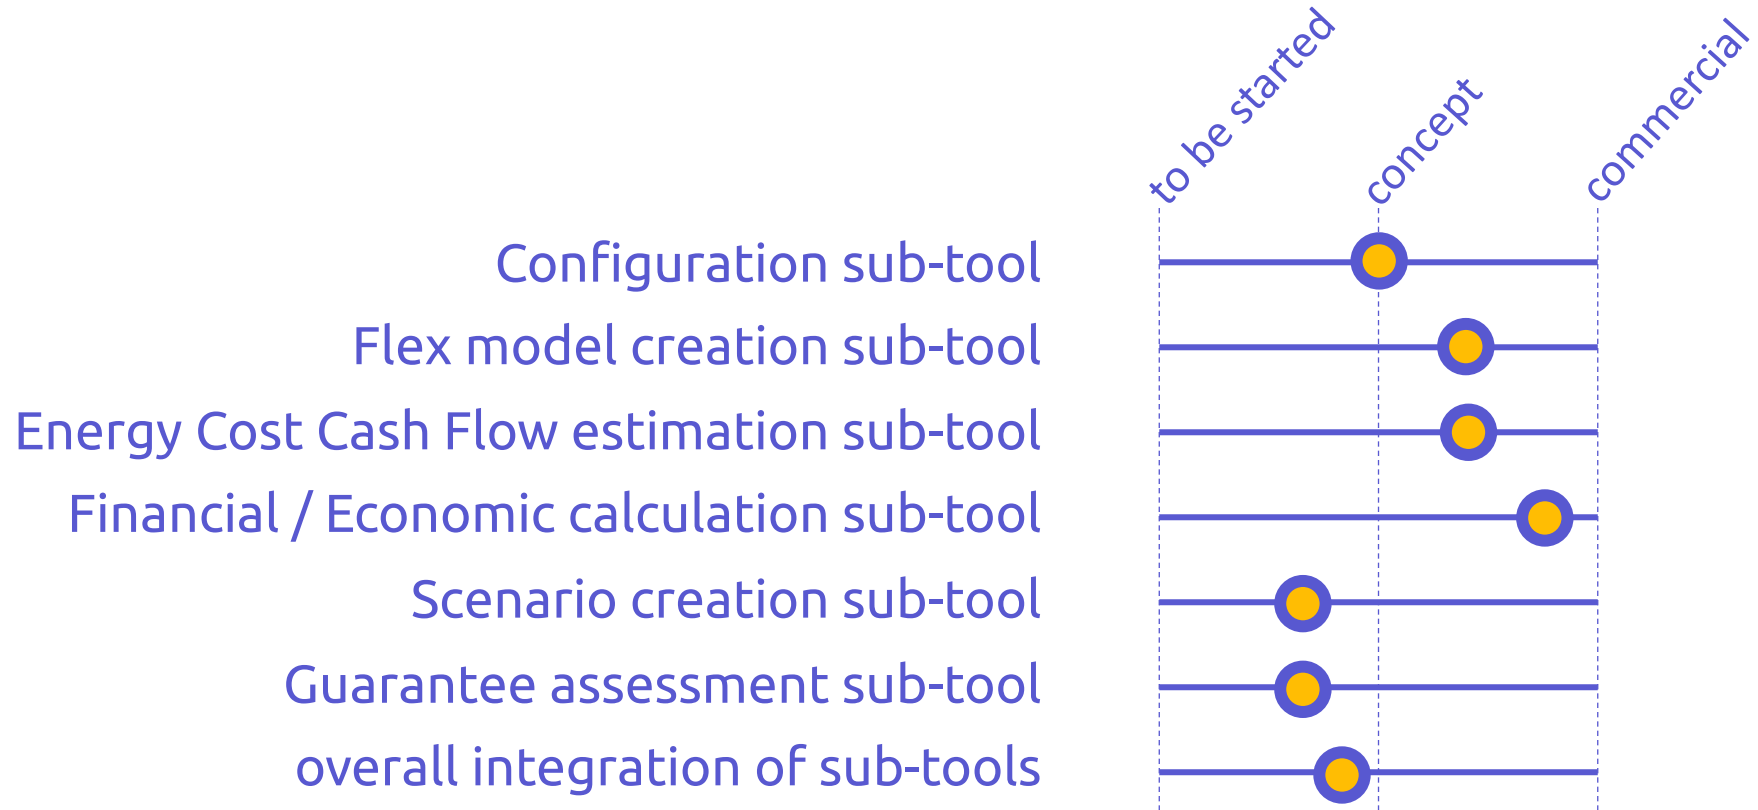 to be started
concept
commercial
Configuration sub-tool
Flex model creation sub-tool
Energy Cost Cash Flow estimation sub-tool
Financial / Economic calculation sub-tool
Scenario creation sub-tool
Guarantee assessment sub-tool
overall integration of sub-tools